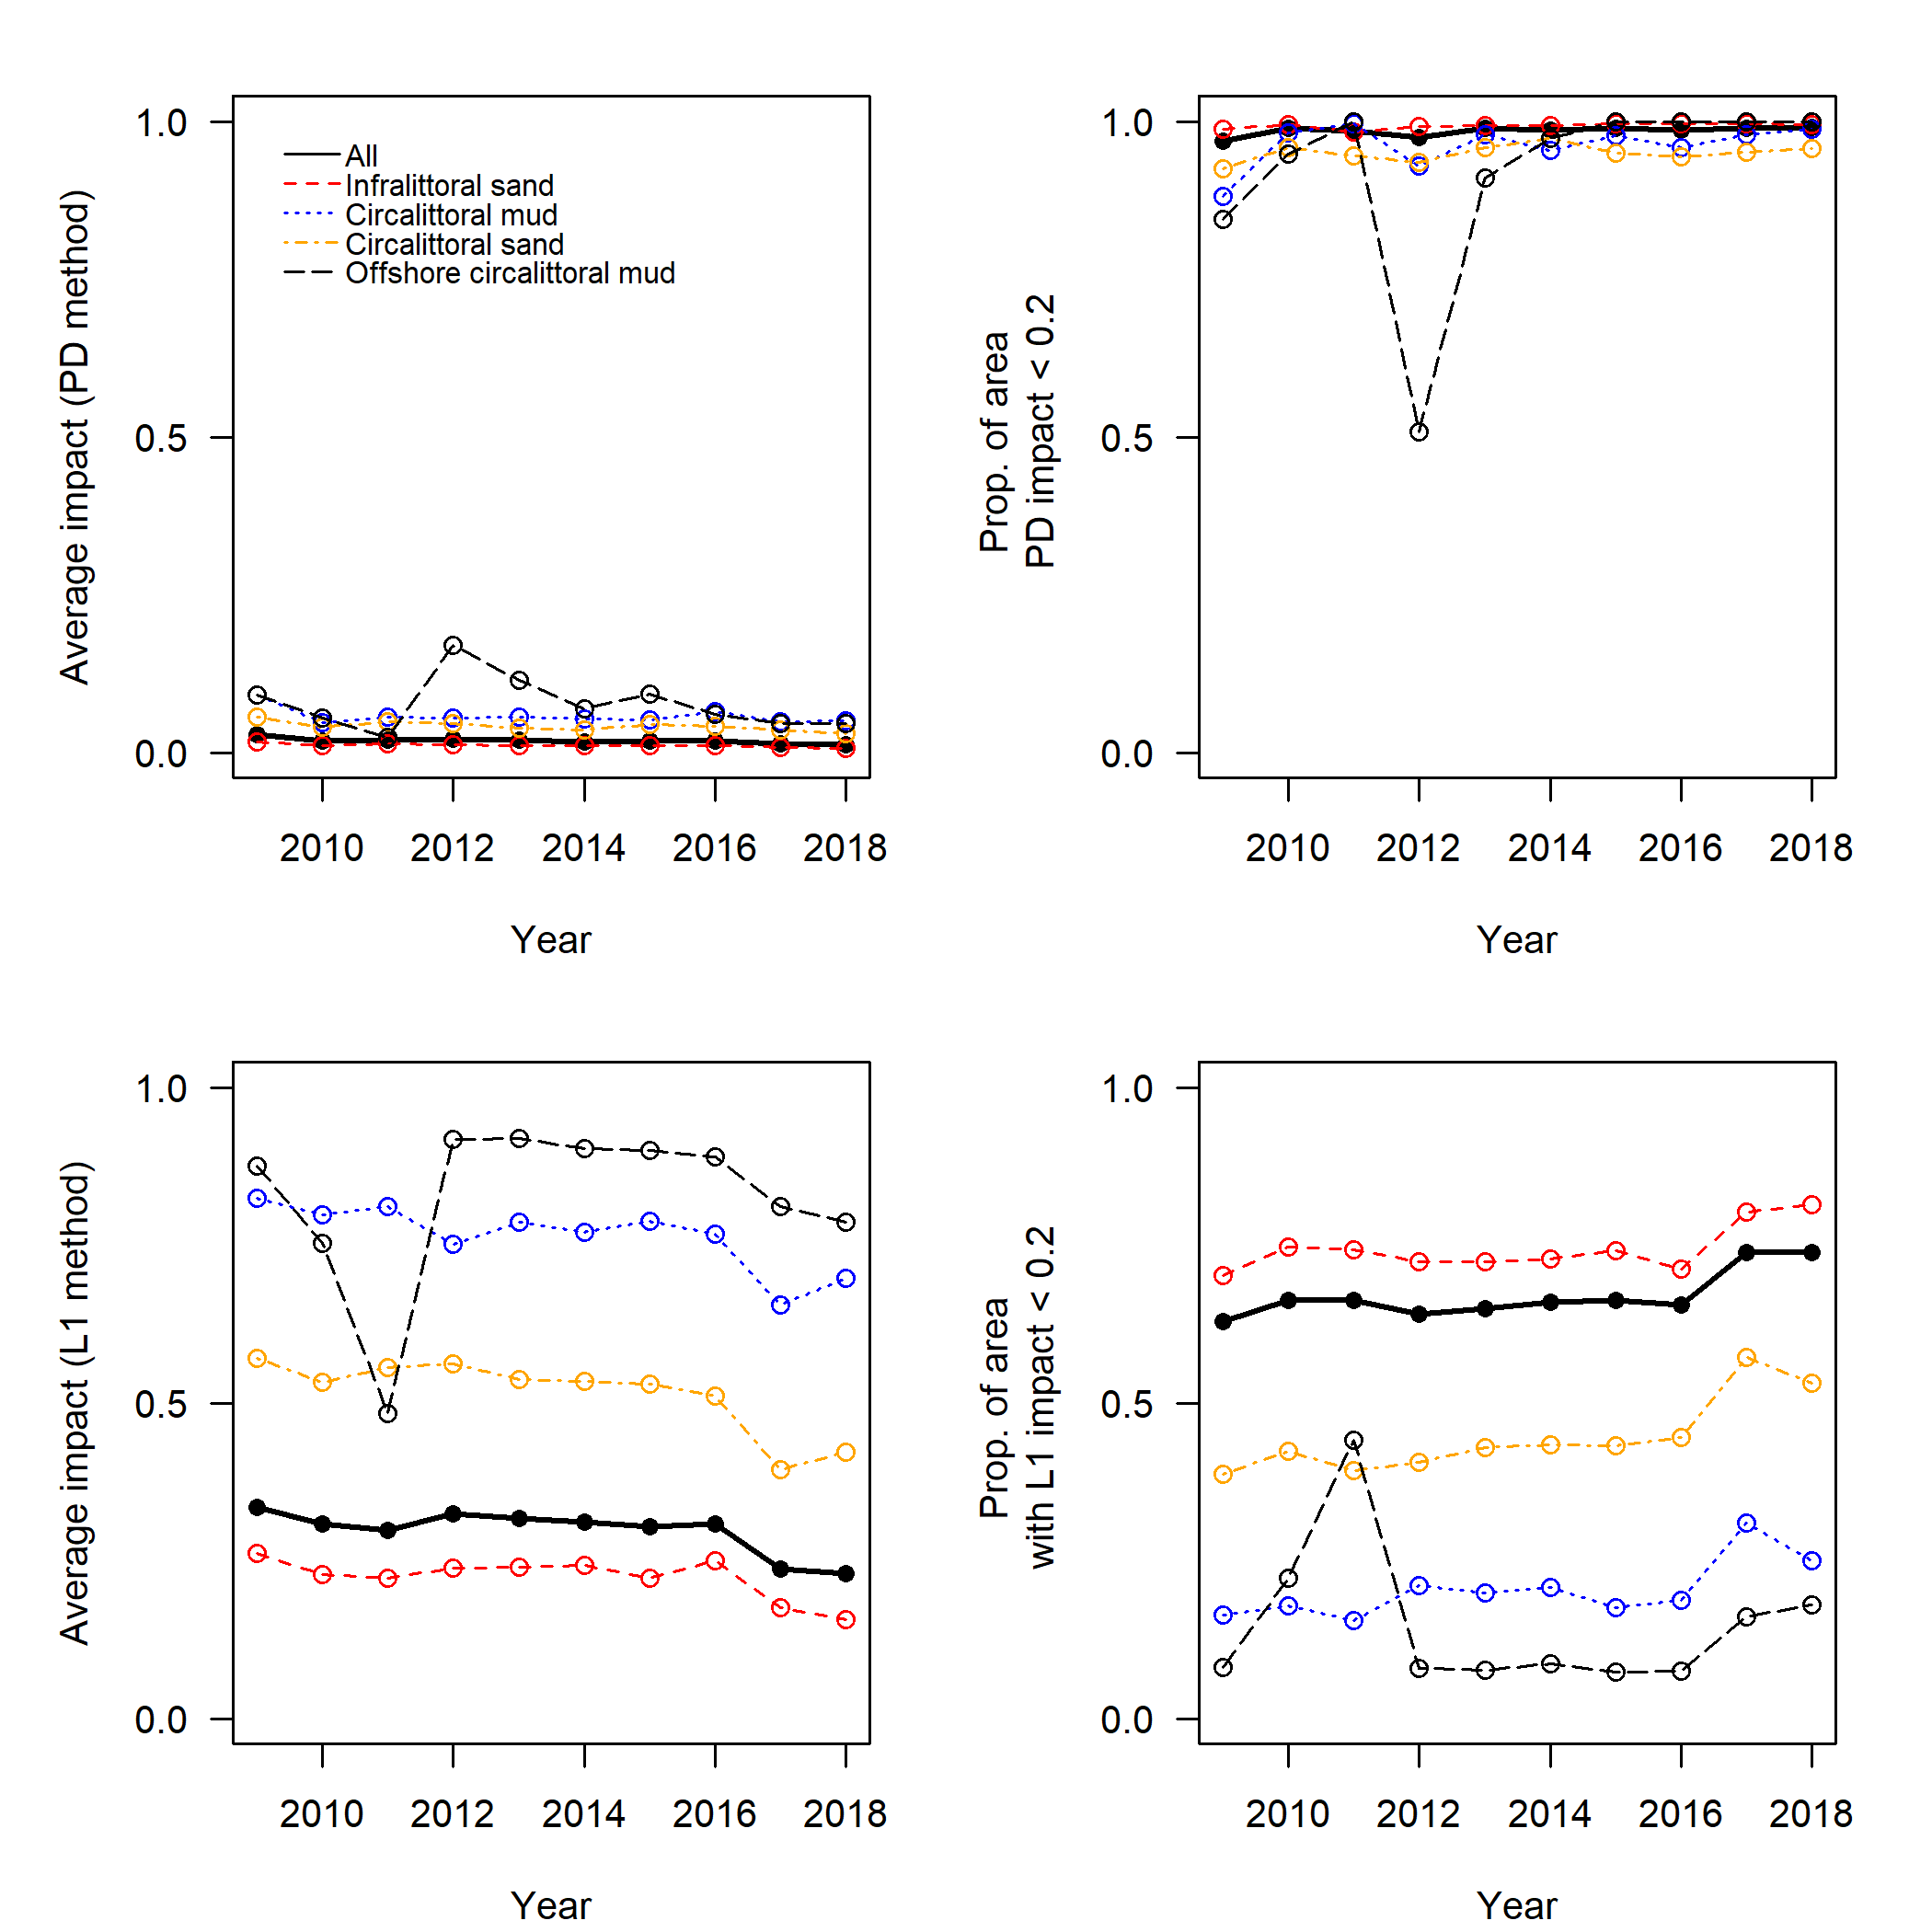 Average impact (PD method)
1.0
0.5
0.0
All
Infralittoral sand
Circalittoral mud
Circalittoral sand
Offshore circalittoral mud
2010 2012 2014 2016 2018
Year
Prop. of area
PD impact < 0.2
1.0
0.5
0.0
2010 2012 2014 2016 2018
Year
Average impact (L1 method)
1.0
0.5
0.0
2010 2012 2014 2016 2018
Year
Prop. of area
with L1 impact < 0.2
1.0
0.5
0.0
2010 2012 2014 2016 2018
Year